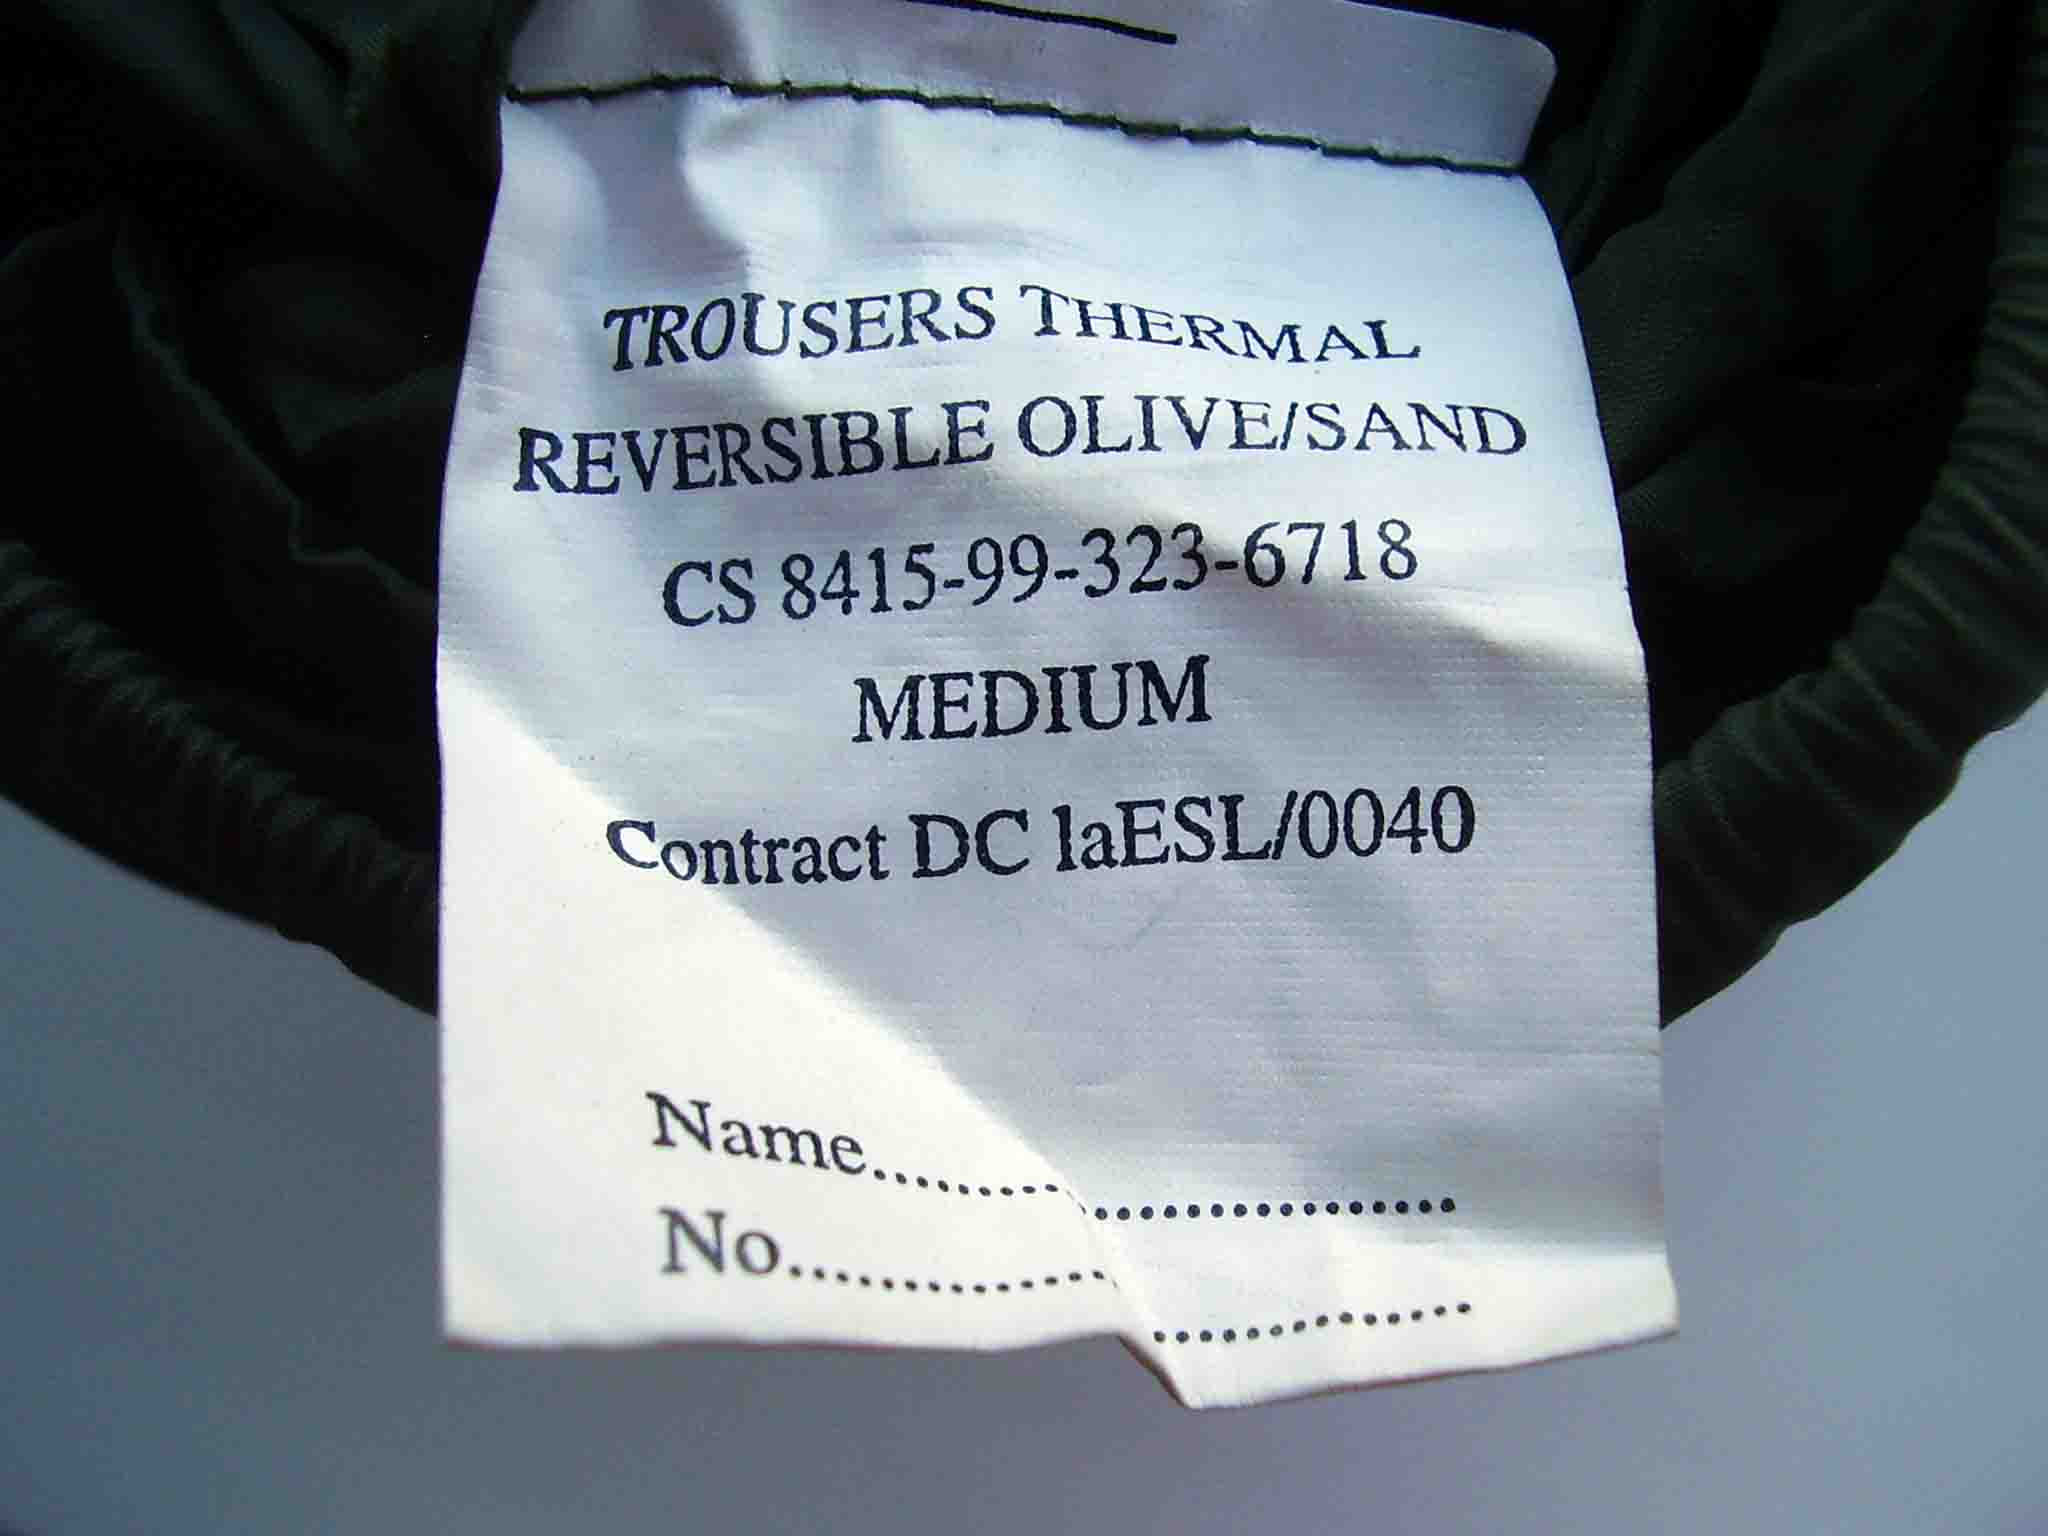 TROUSERS THERMAL
REVERSIBLE OLIVE/SAND
CS 8415-99-323-6718
MEDIUM
Contract DC laESL/0040
Name..............................
No..............................